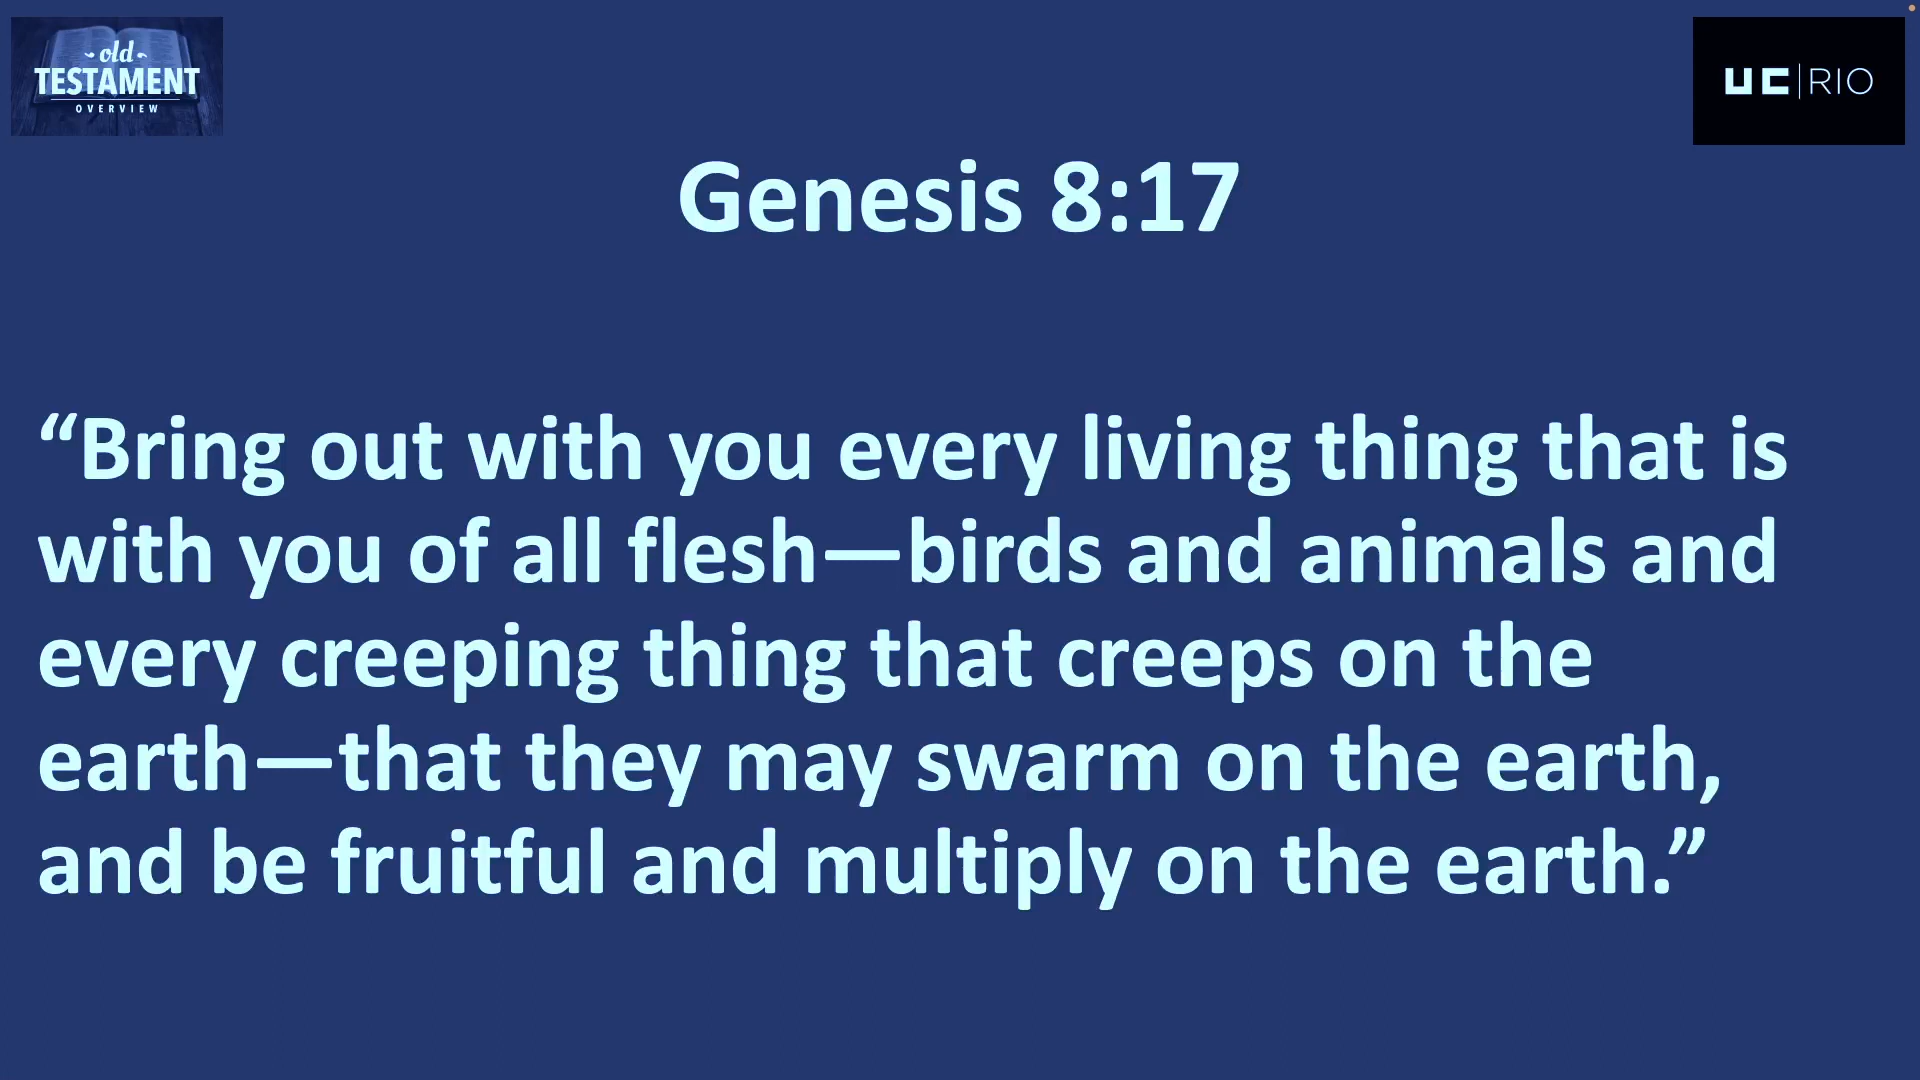 old
TESTAMENT
OVERVIEW
UC|RIO
Genesis 8:17
“Bring out with you every living thing that is
with you of all flesh—birds and animals and
every creeping thing that creeps on the
earth—that they may swarm on the earth,
and be fruitful and multiply on the earth.”